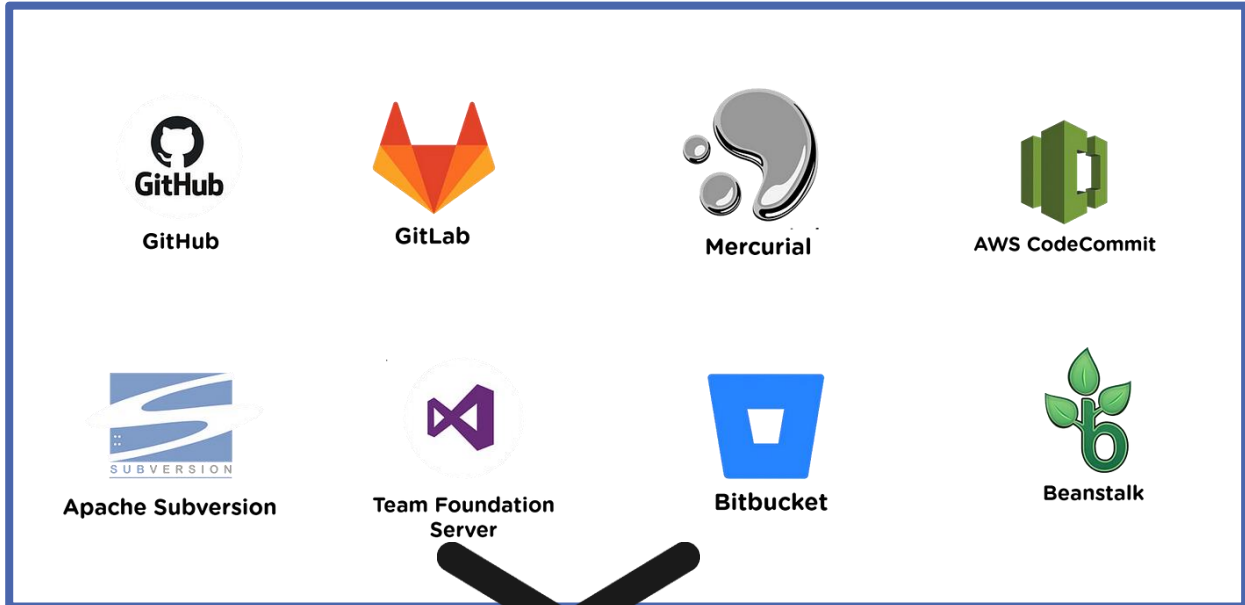 GitHub
GitHub
GitLab
Mercurial
AWS CodeCommit
SUBVERSION
Apache Subversion
Team Foundation
Server
Bitbucket
b
Beanstalk